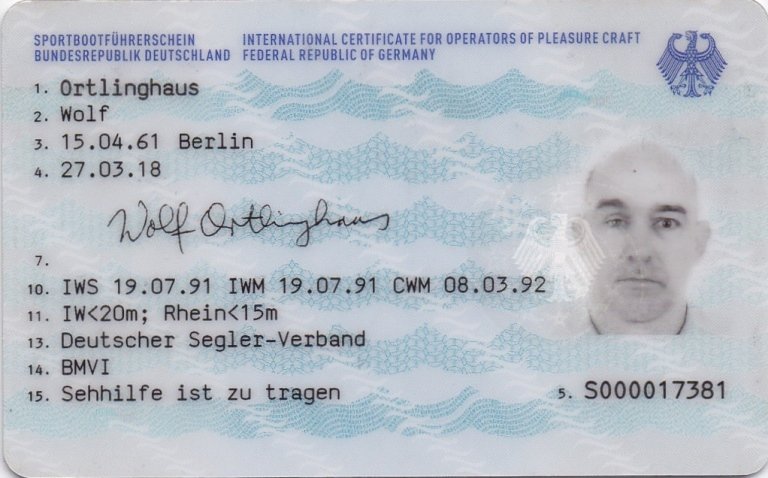 SPORTBOOTFÜHRERSCHEIN INTERNATIONAL CERTIFICATE FOR OPERATORS OF PLEASURE CRAFT
BUNDESREPUBLIK DEUTSCHLAND FEDERAL REPUBLIC OF GERMANY
1. Ortlinghaus
2. Wolf
3. 15.04.61 Berlin
4. 27.03.18
Wolf Ortlinghaus
7.
10. IWS 19.07.91 IWM 19.07.91 CWM 08.03.92
11. IW<20m; Rhein<15m
13. Deutscher Segler-Verband
14. BMVI
15. Sehhilfe ist zu tragen 5. S000017381